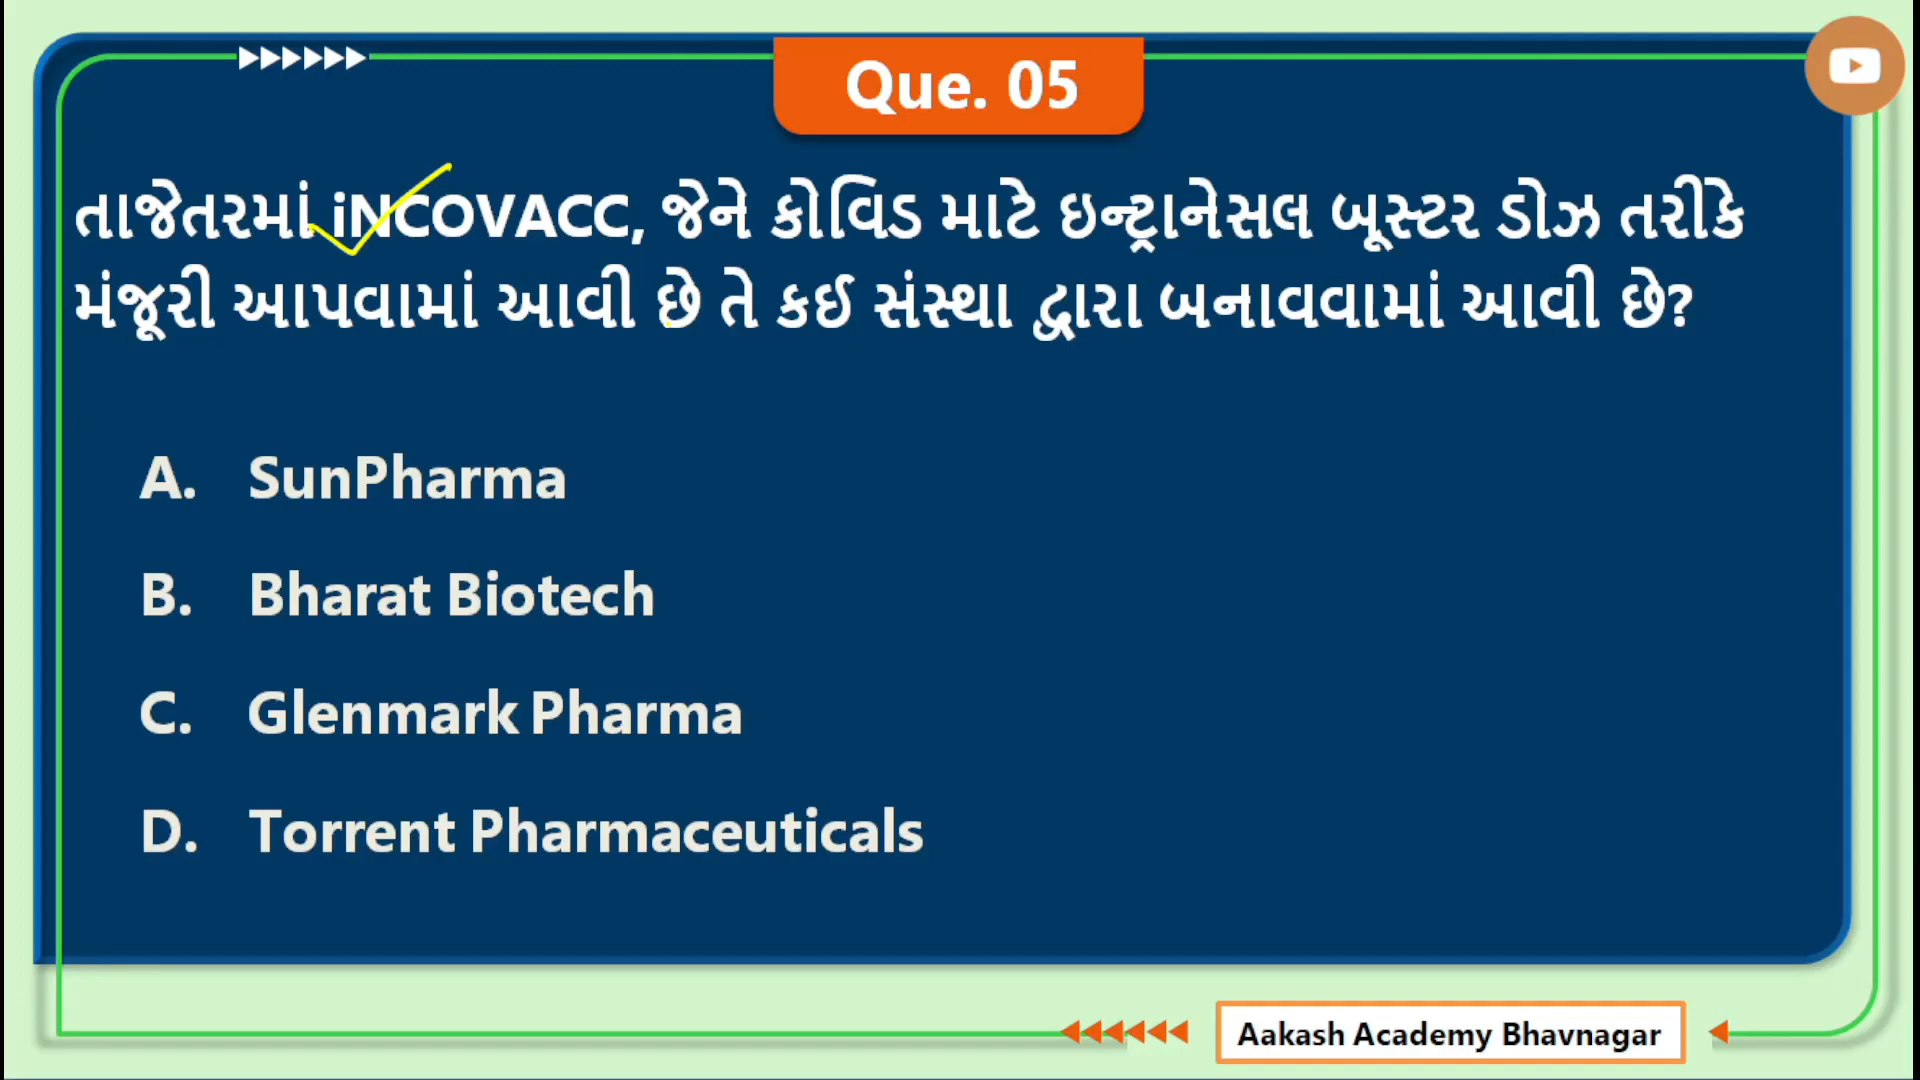 Que. 05
તાજેતરમાં iNCOVACC, જેને કોવિડ માટે ઇન્ટ્રાનેસલ બૂસ્ટર ડોઝ તરીકે
મંજૂરી આપવામાં આવી છે તે કઈ સંસ્થા દ્વારા બનાવવામાં આવી છે?
A. SunPharma
B. Bharat Biotech
C. Glenmark Pharma
D. Torrent Pharmaceuticals
Aakash Academy Bhavnagar